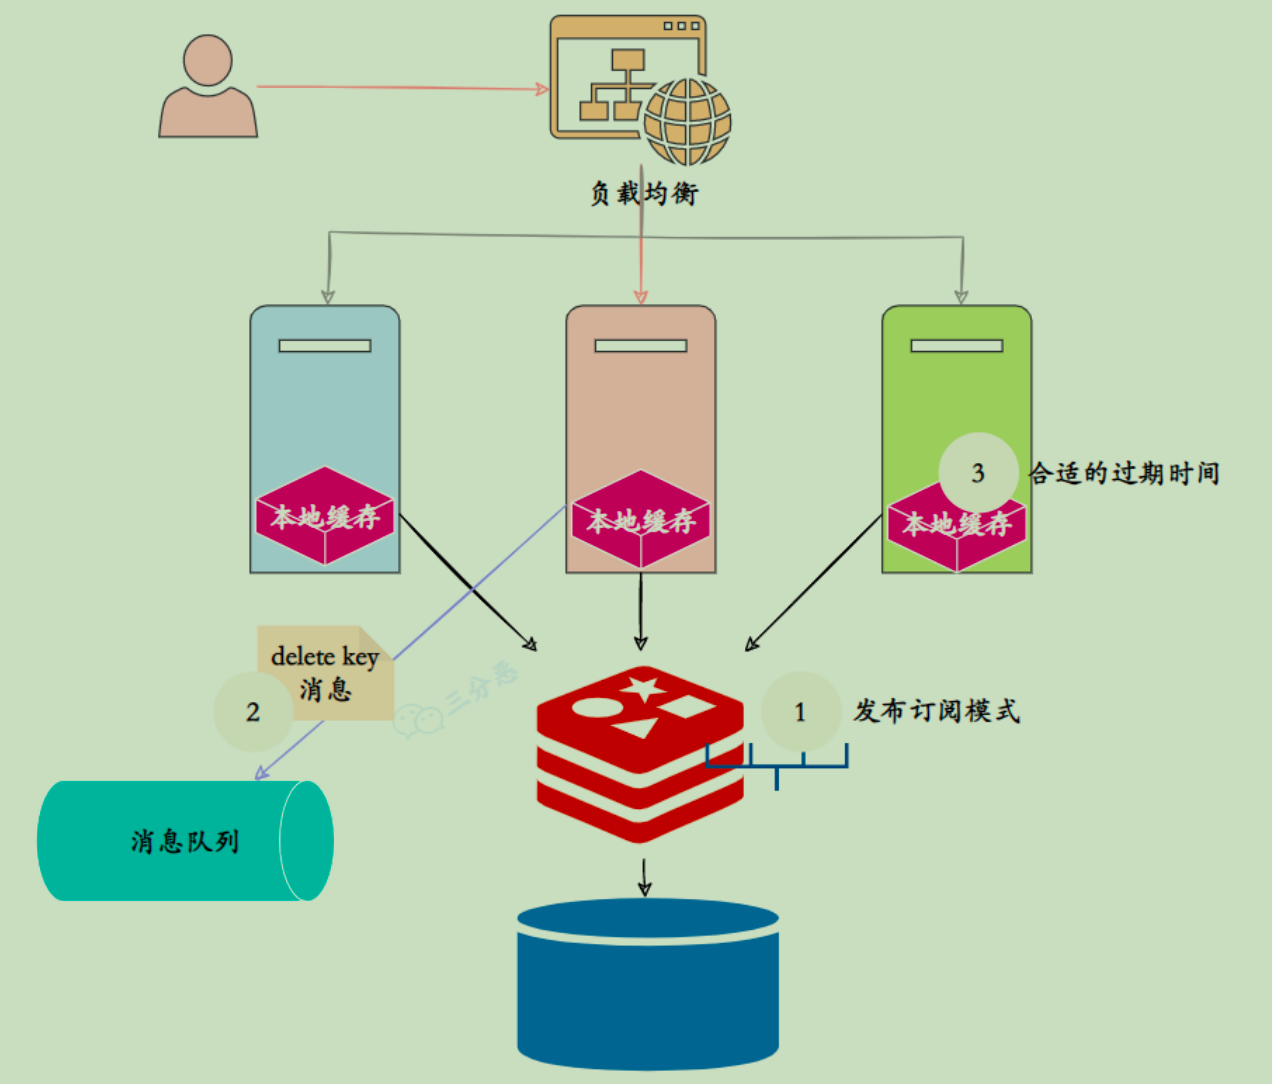 负载均衡
3
合适的过期时间
本地缓存
本地缓存
本地缓存
delete key
消息
2
三分恶
1
发布订阅模式
消息队列